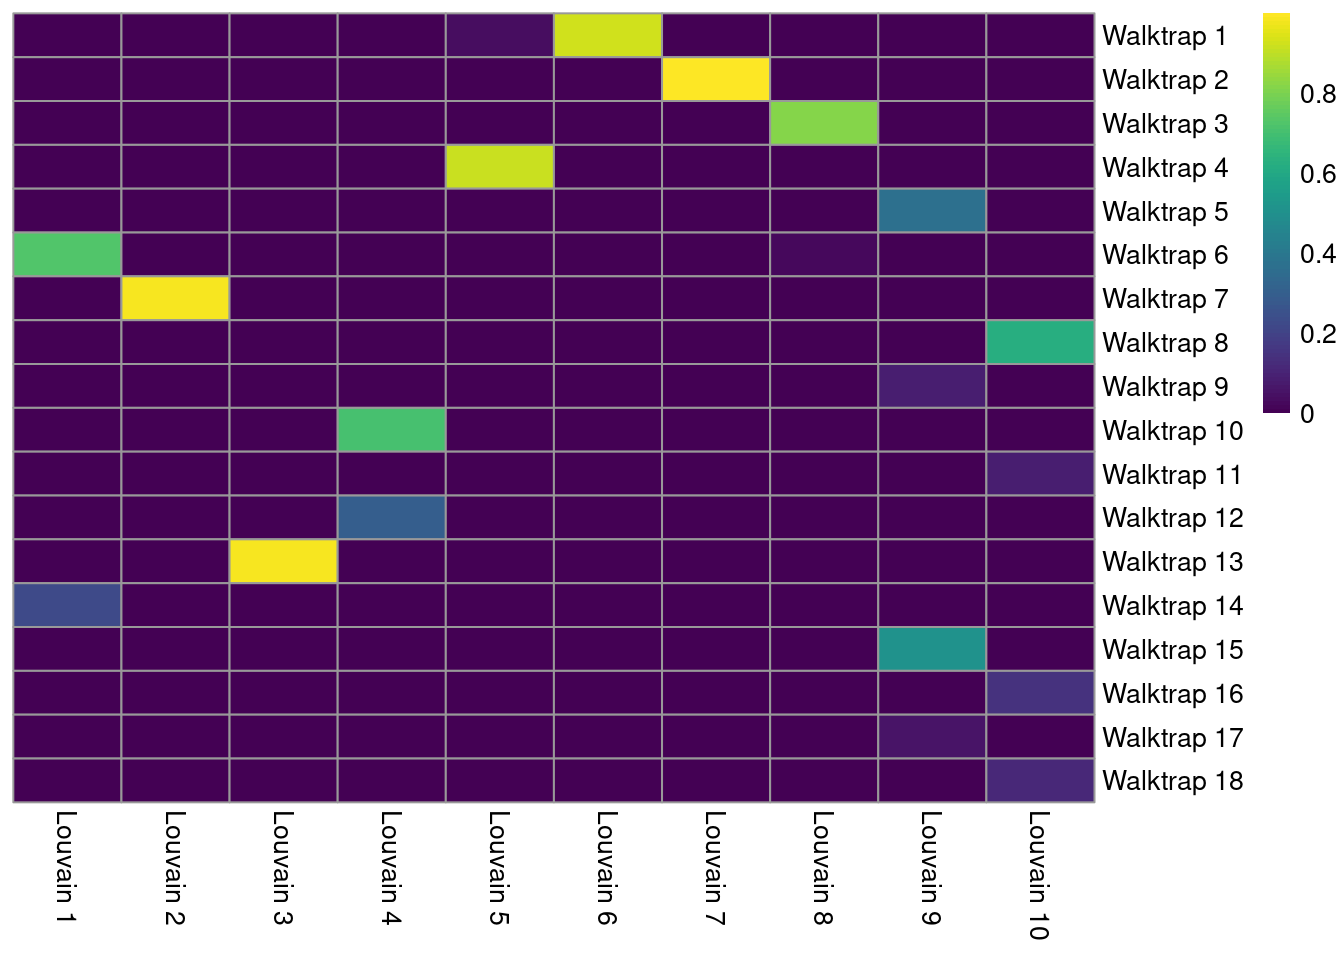 Walktrap 1
Walktrap 2
Walktrap 3
Walktrap 4
Walktrap 5
Walktrap 6
Walktrap 7
Walktrap 8
Walktrap 9
Walktrap 10
Walktrap 11
Walktrap 12
Walktrap 13
Walktrap 14
Walktrap 15
Walktrap 16
Walktrap 17
Walktrap 18
0.8
0.6
0.4
0.2
0
Louvain 1
Louvain 2
Louvain 3
Louvain 4
Louvain 5
Louvain 6
Louvain 7
Louvain 8
Louvain 9
Louvain 10